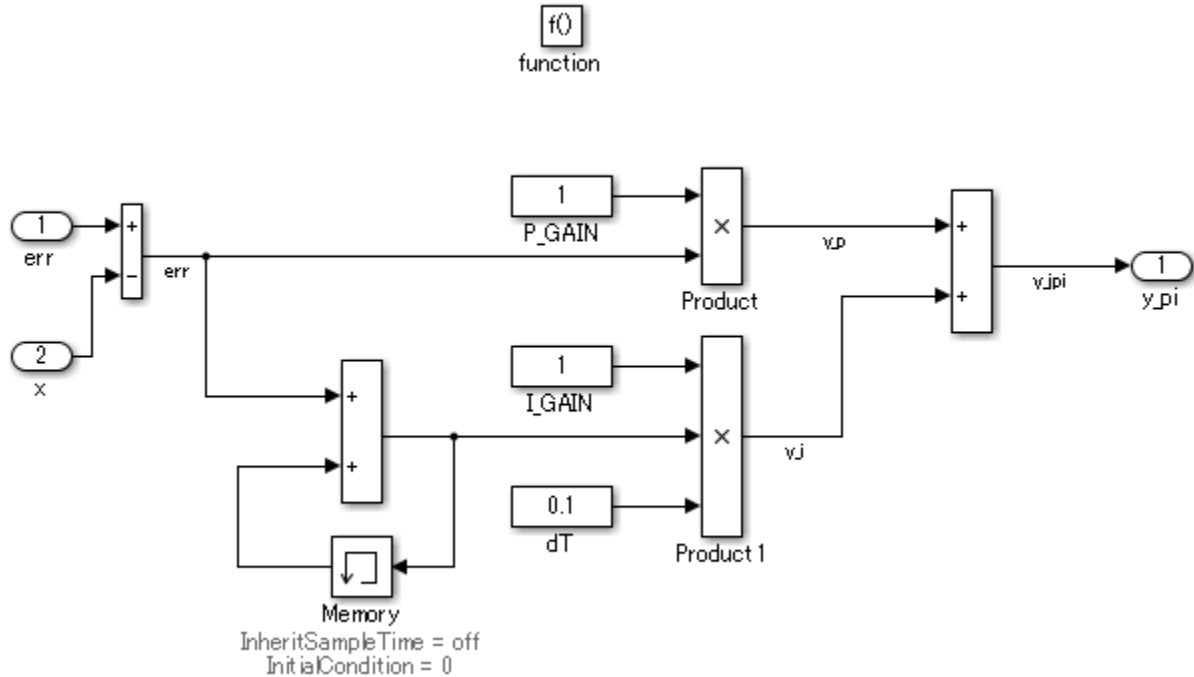 f()
function
1
P_GAIN
1
err
+
−
err
×
Product
v_p
+
+
v_jpi
1
y_pi
2
x
1
I_GAIN
+
+
×
v_i
0.1
dT
Product 1
Memory
InheritSampleTime = off
InitialCondition = 0